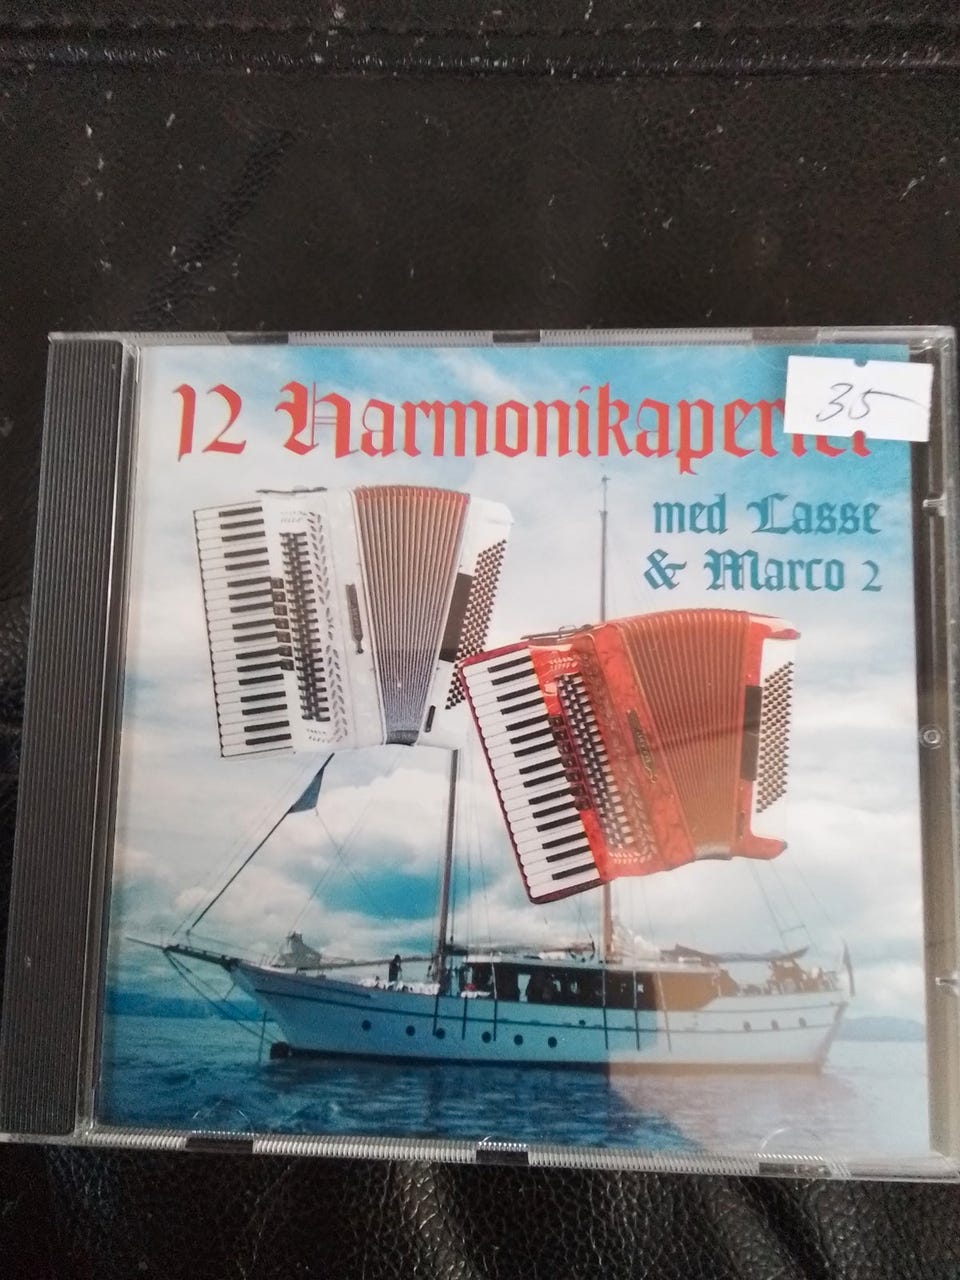 12 Harmonikaperler
35
med Lasse
& Marco 2